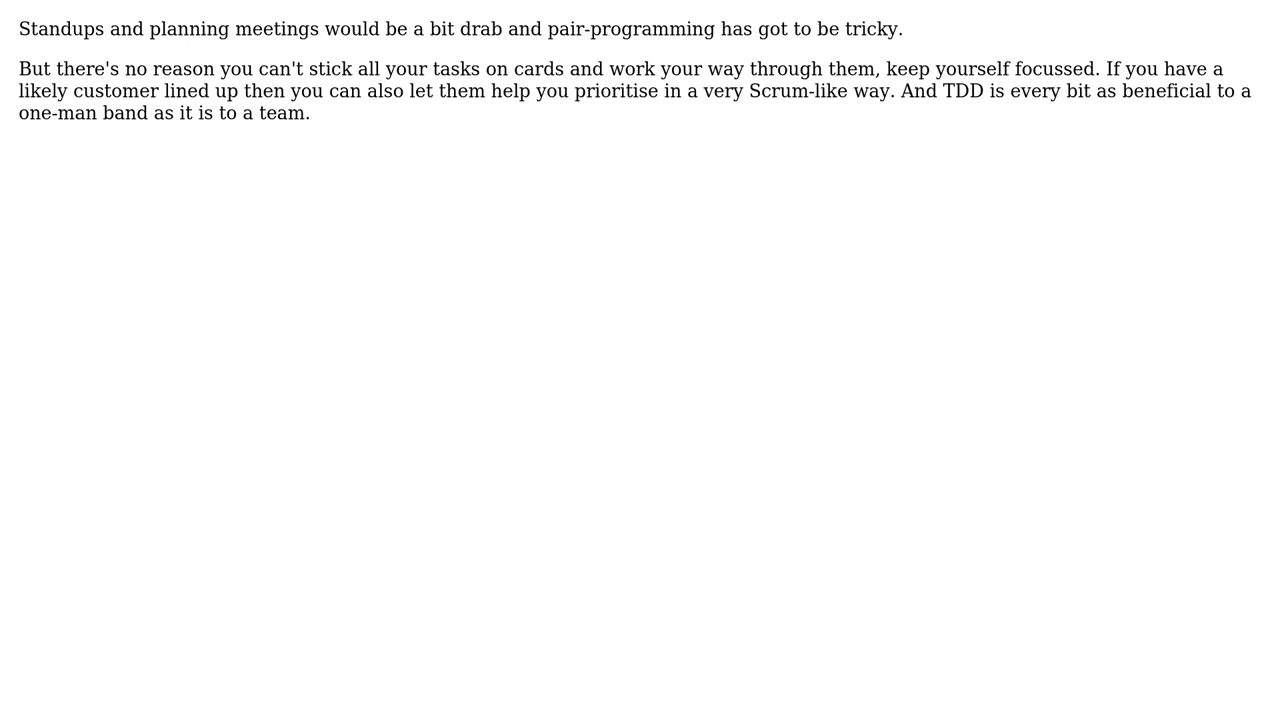 Standups and planning meetings would be a bit drab and pair-programming has got to be tricky.
But there's no reason you can't stick all your tasks on cards and work your way through them, keep yourself focussed. If you have a
likely customer lined up then you can also let them help you prioritise in a very Scrum-like way. And TDD is every bit as beneficial to a
one-man band as it is to a team.